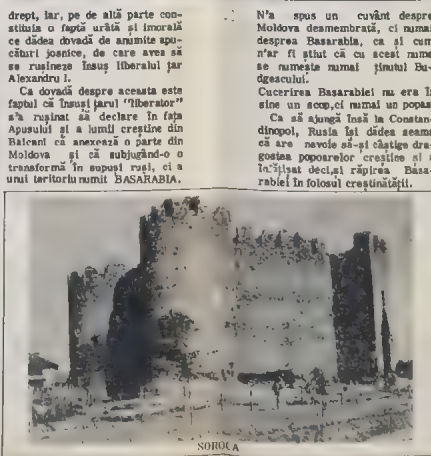 drept, iar, pe de altă parte con-
stituia o faptă urâtă și imorală
ce dădea dovadă de anumite apu-
cături josnice, de care avea să
se rusineze însuș liberalul țar
Alexandru I.
Ca dovadă despre aceasta este
faptul că însuși țarul "liberator"
s'a rușinat să declare în fața
Apusului și a lumii creștine din
Balcani că anexează o parte din
Moldova și că subjugând-o o
transformă în supuși ruși, ci a
unui teritoriu numit BASARABIA.
N'a spus un cuvânt despre
Moldova desmembrată, ci numai
despre Basarabia, ca și cum
n'ar fi știut că cu acest nume
se numește numai ținutul Bu-
dgeacului.
Cucerirea Basarabiei nu era în
sine un scop, ci numai un popas
Ca să ajungă însă la Constan-
dinopol, Rusia își dădea seama
că are nevoie să-și câștige dra-
gostea popoarelor creștine și a
înfățișat deci, și răpirea Basa-
rabiei în folosul creștinătății.
SOROCA